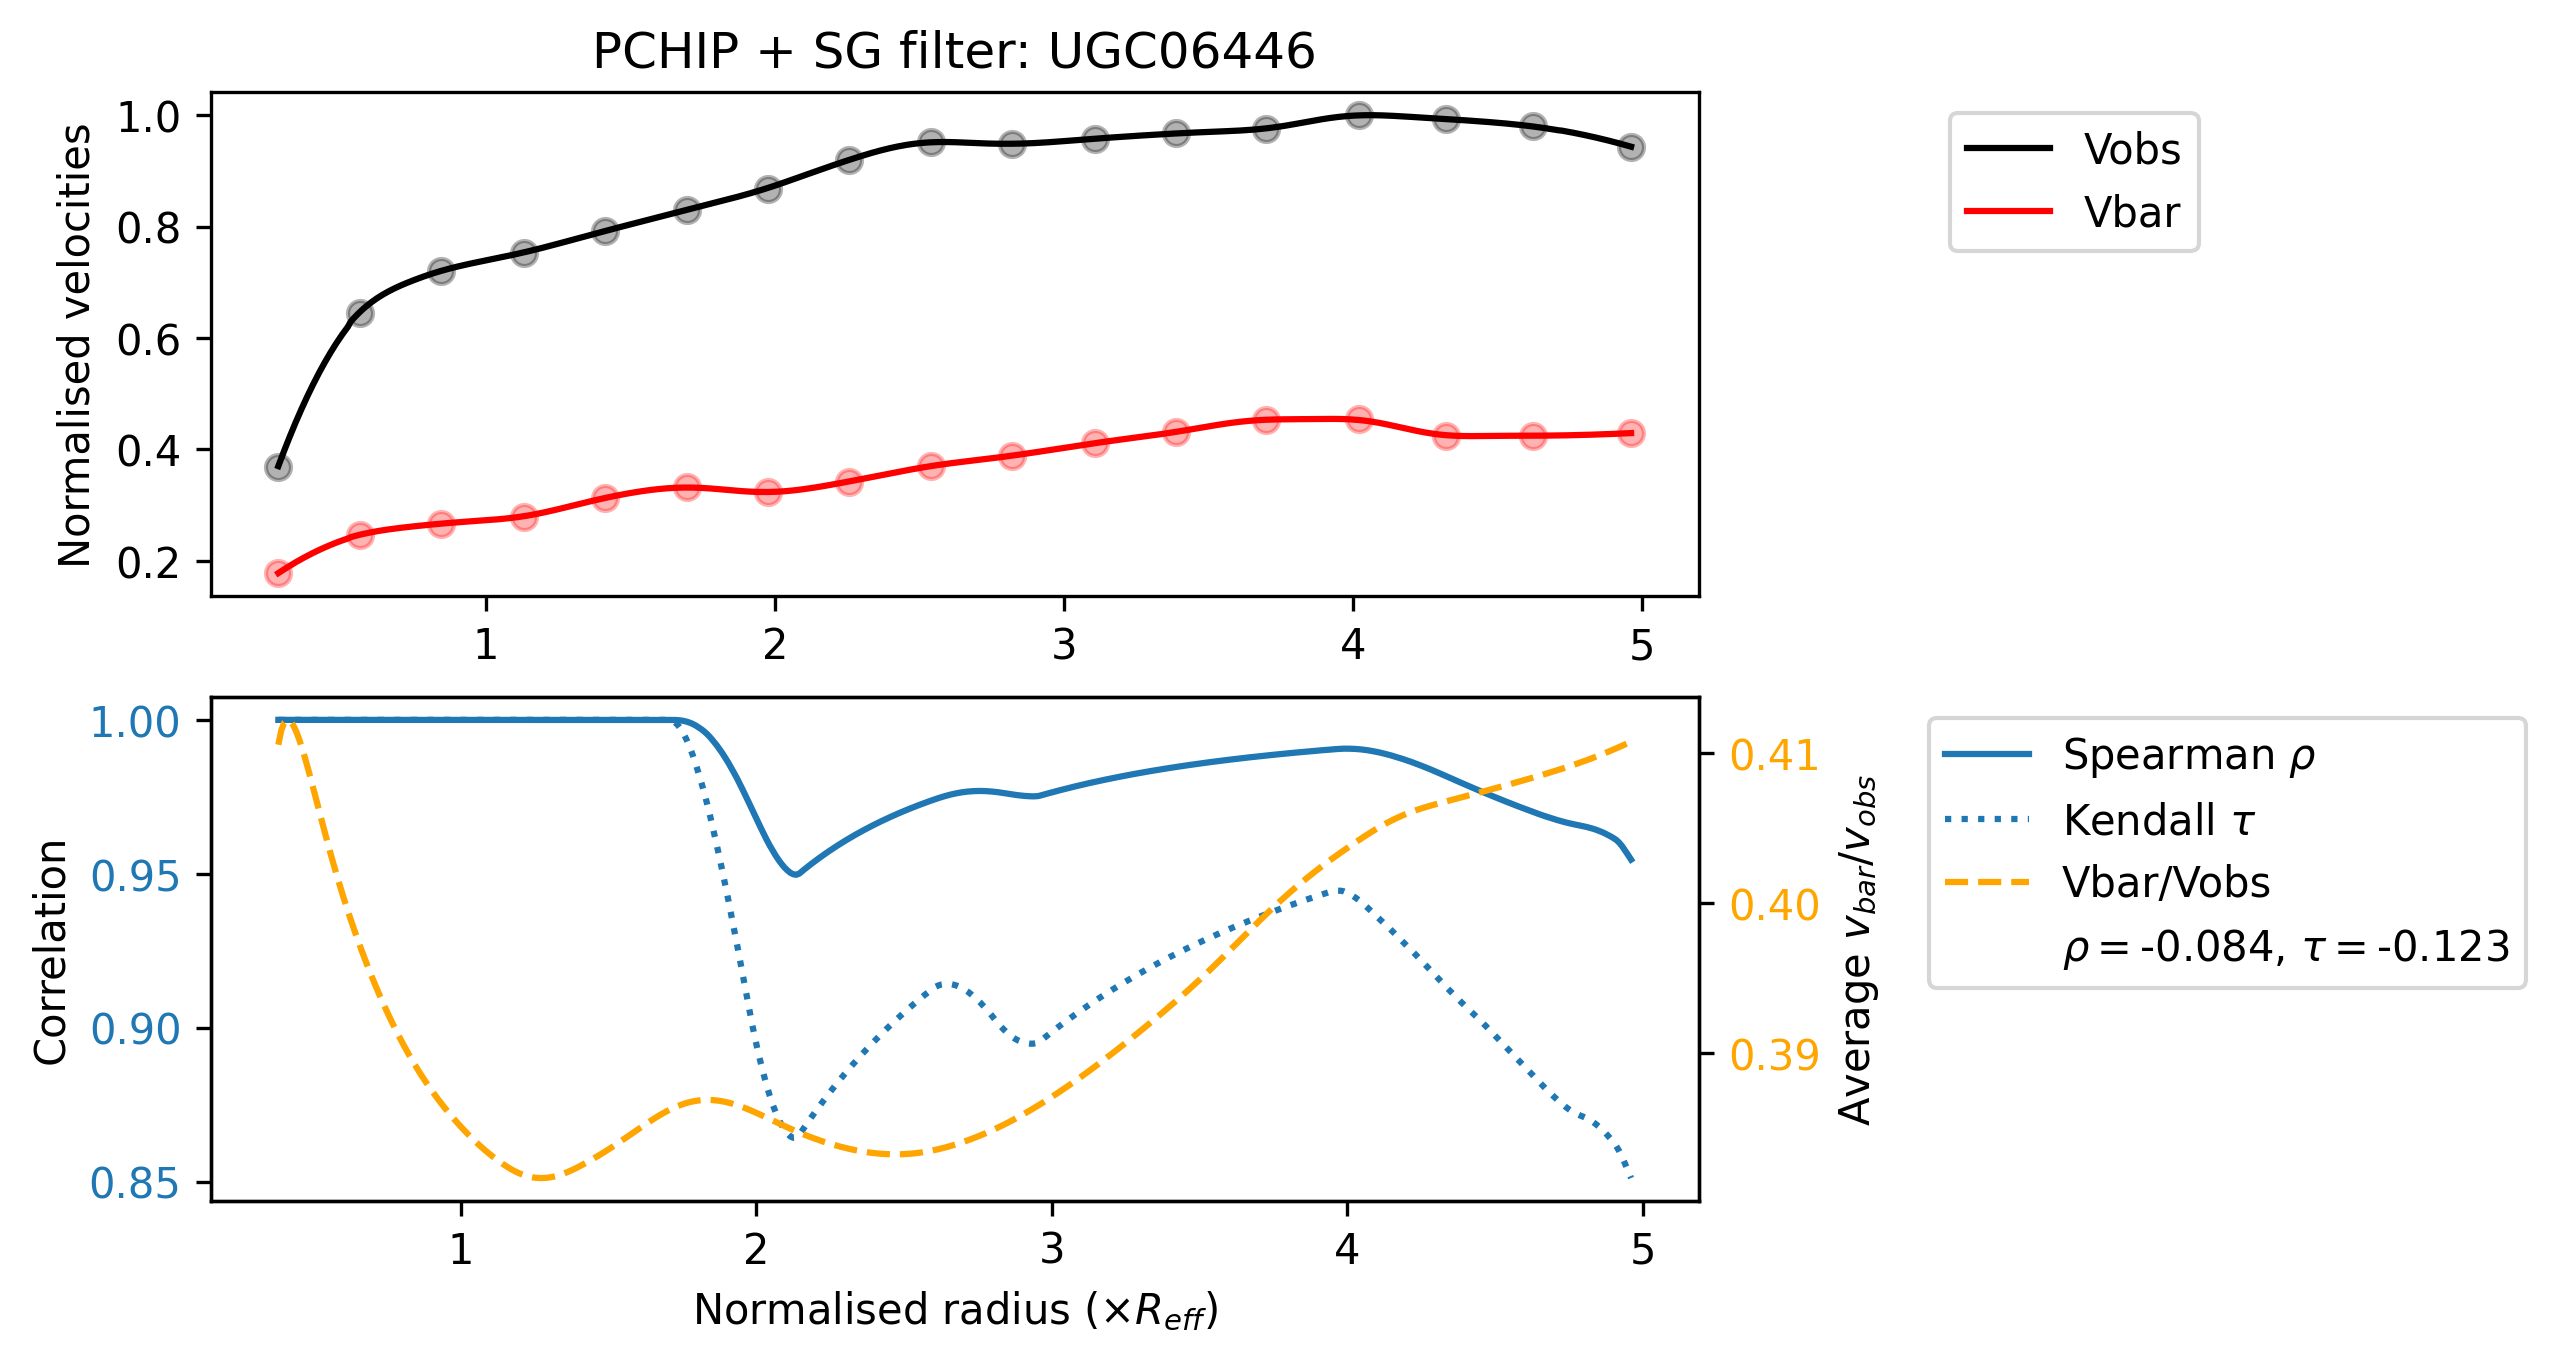 PCHIP + SG filter: UGC06446
Normalised velocities
1.0
0.8
0.6
0.4
0.2
1 2 3 4 5
Vobs
Vbar
Correlation
1.00
0.95
0.90
0.85
1 2 3 4 5
Normalised radius (×R_eff)
0.41
0.40
0.39
Average v_bar/v_obs
Spearman ρ
Kendall τ
Vbar/Vobs
ρ = -0.084, τ = -0.123